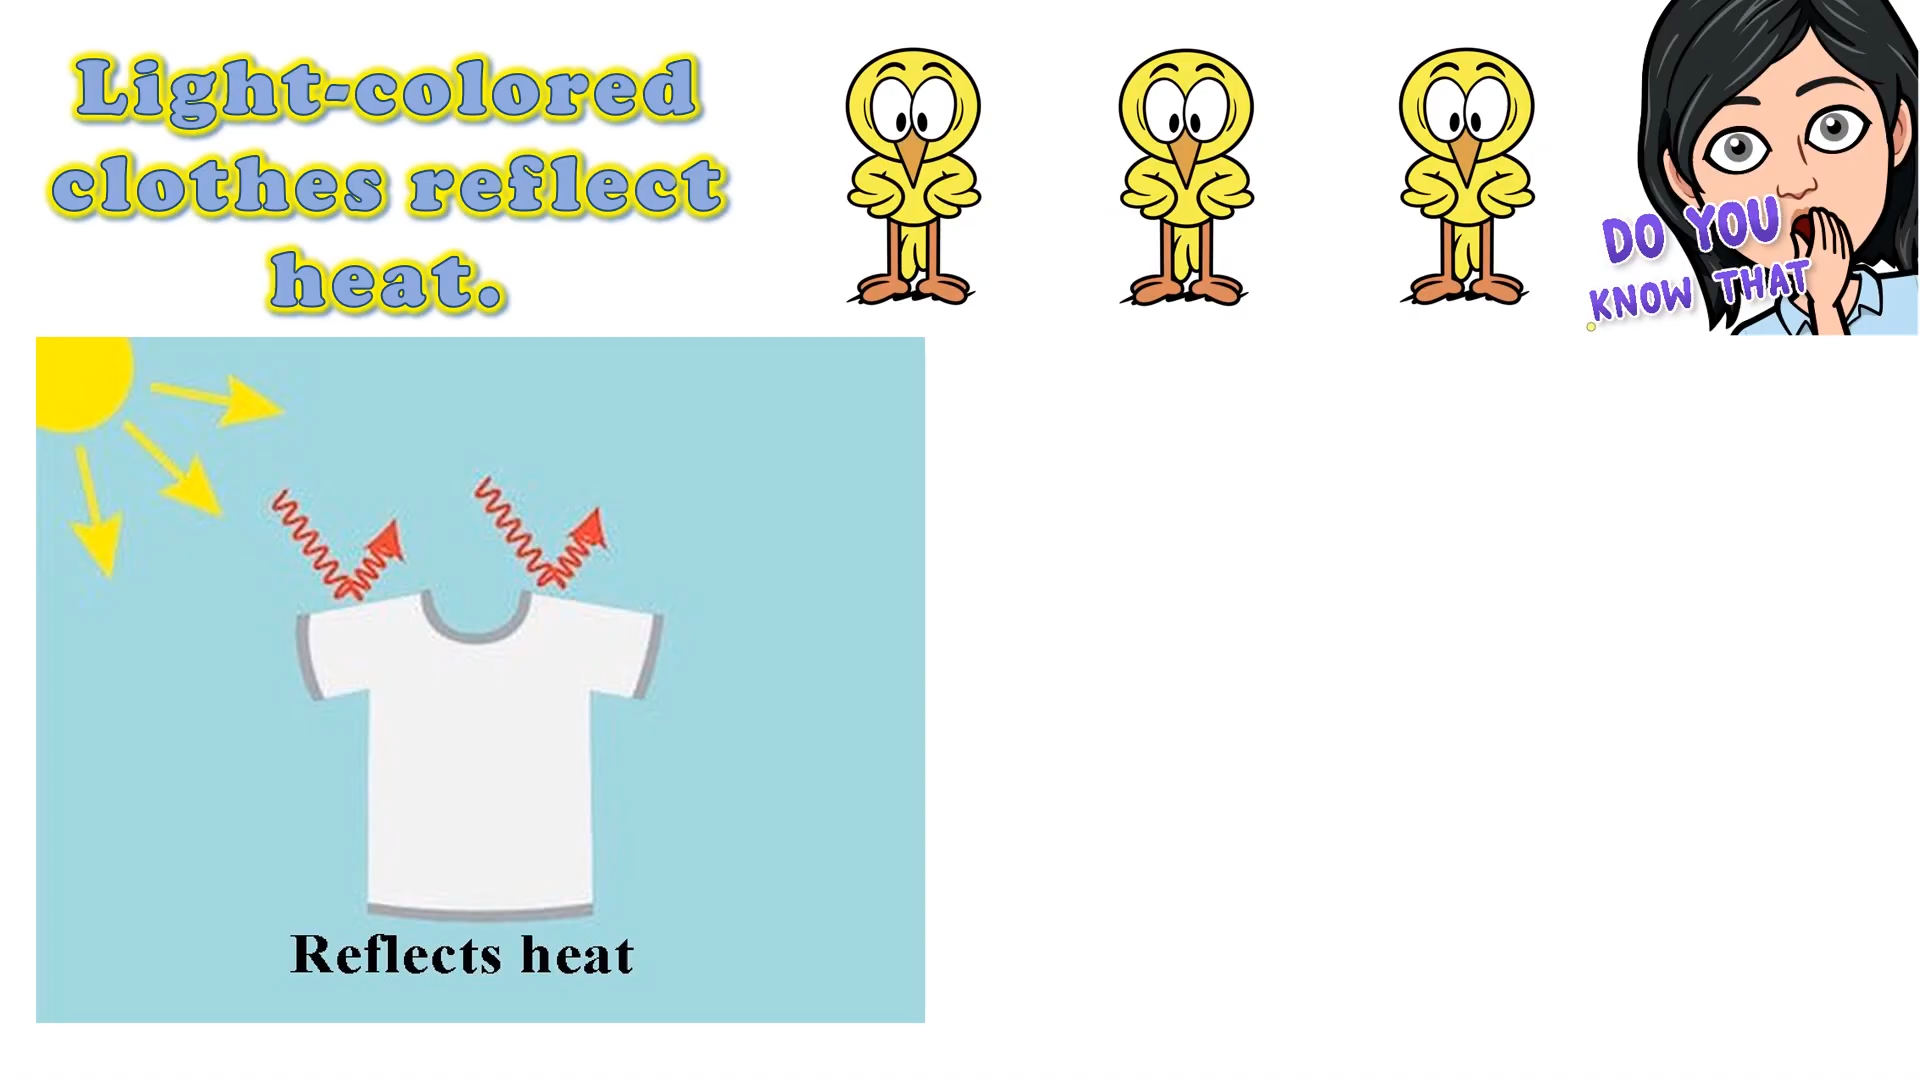 Light-colored
clothes reflect
heat.
DO YOU
KNOW THAT
Reflects heat